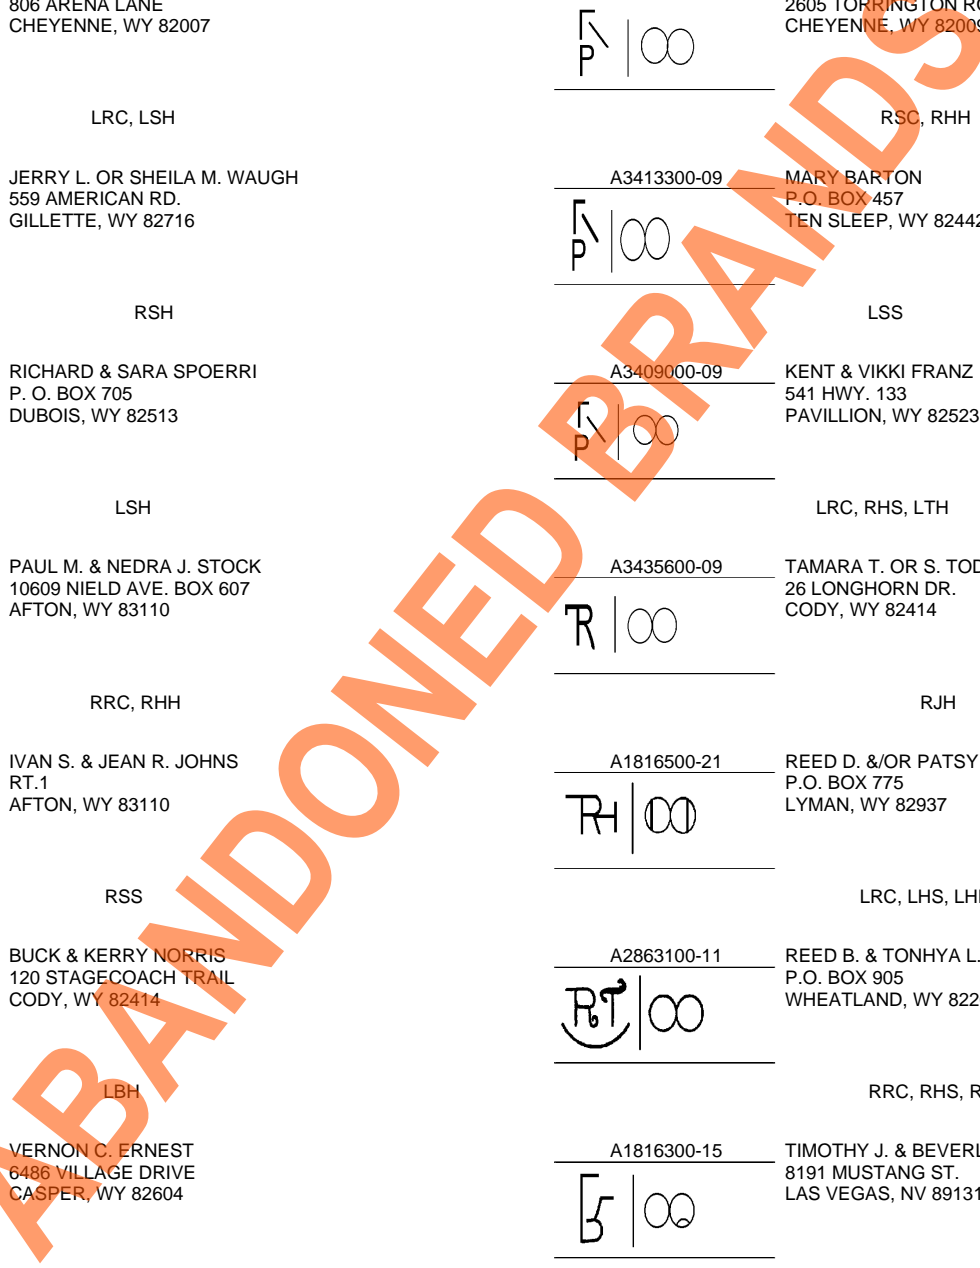 806 ARENA LANE
CHEYENNE, WY 82007
LRC, LSH
JERRY L. OR SHEILA M. WAUGH
559 AMERICAN RD.
GILLETTE, WY 82716
RSH
RICHARD & SARA SPOERRI
P. O. BOX 705
DUBOIS, WY 82513
LSH
PAUL M. & NEDRA J. STOCK
10609 NIELD AVE. BOX 607
AFTON, WY 83110
RRC, RHH
IVAN S. & JEAN R. JOHNS
RT.1
AFTON, WY 83110
RSS
BUCK & KERRY NORRIS
120 STAGECOACH TRAIL
CODY, WY 82414
LBH
VERNON C. ERNEST
6486 VILLAGE DRIVE
CASPER, WY 82604
P
A3413300-09
P
A3409000-09
P
A3435600-09
R
A1816500-21
RH
A2863100-11
RT
A1816300-15
2605 TORRINGTON
CHEYENNE, WY 82009
RSC, RHH
MARY BARTON
P.O. BOX 457
TEN SLEEP, WY 82442
LSS
KENT & VIKKI FRANZ
541 HWY. 133
PAVILLION, WY 82523
LRC, RHS, LTH
TAMARA T. OR S.
26 LONGHORN DR.
CODY, WY 82414
RJH
REED D. &/OR PATSY
P.O. BOX 775
LYMAN, WY 82937
LRC, LHS,
REED B. & TONHYA L.
P.O. BOX 905
WHEATLAND, WY
RRC, RHS,
TIMOTHY J. &
8191 MUSTANG ST.
LAS VEGAS, NV 89131
ABANDONED BRANDS